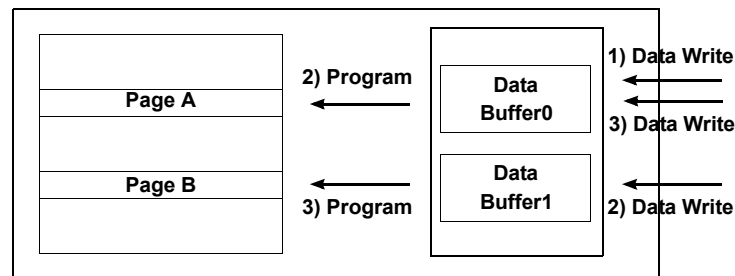 1) Data Write
2) Program
Data
Buffer0
Page A
3) Data Write
Data
Buffer1
Page B
3) Program
2) Data Write